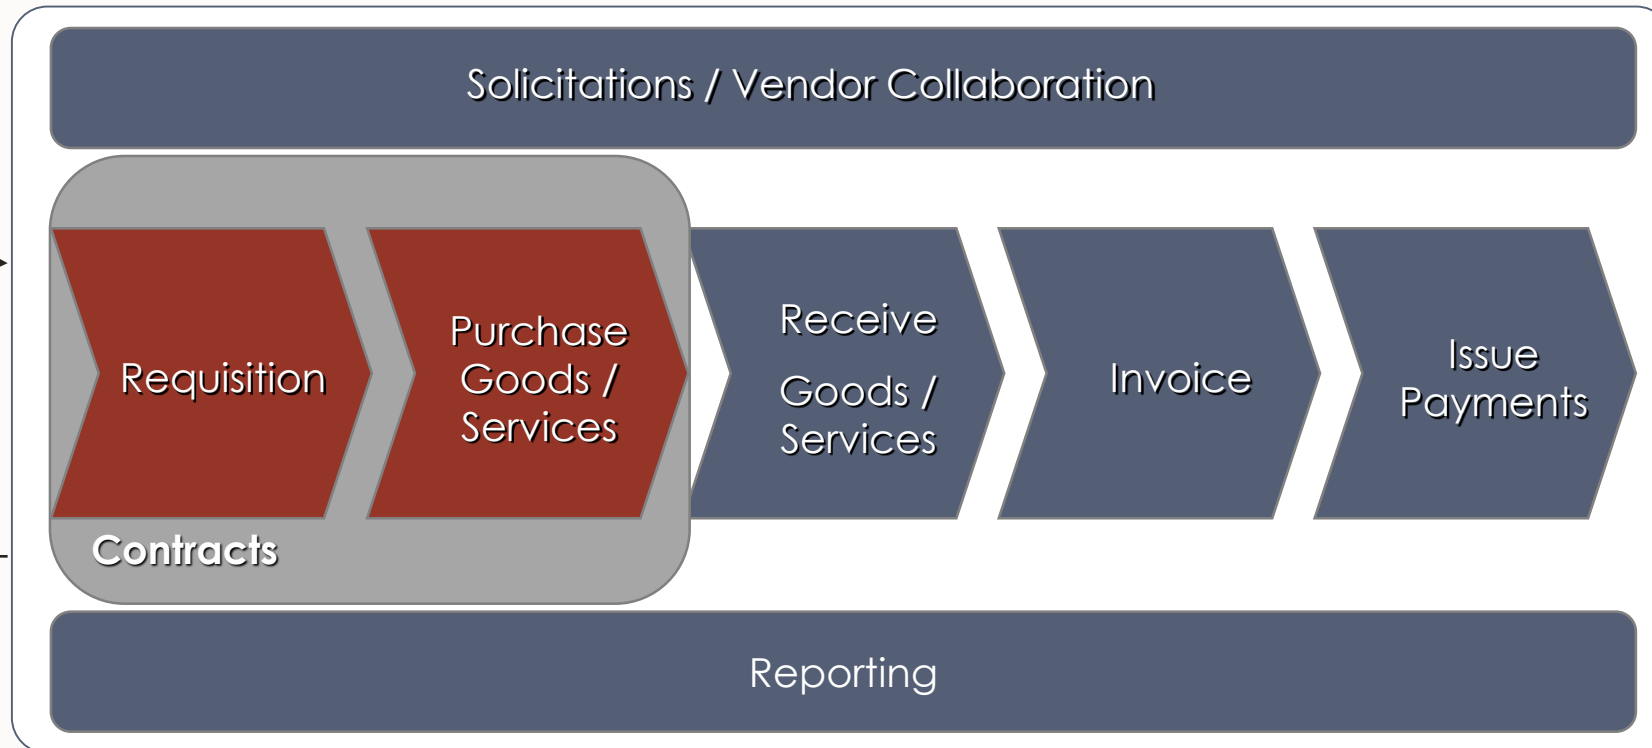 Solicitations / Vendor Collaboration
Requisition
Purchase
Goods /
Services
Receive
Goods /
Services
Invoice
Issue
Payments
Contracts
Reporting